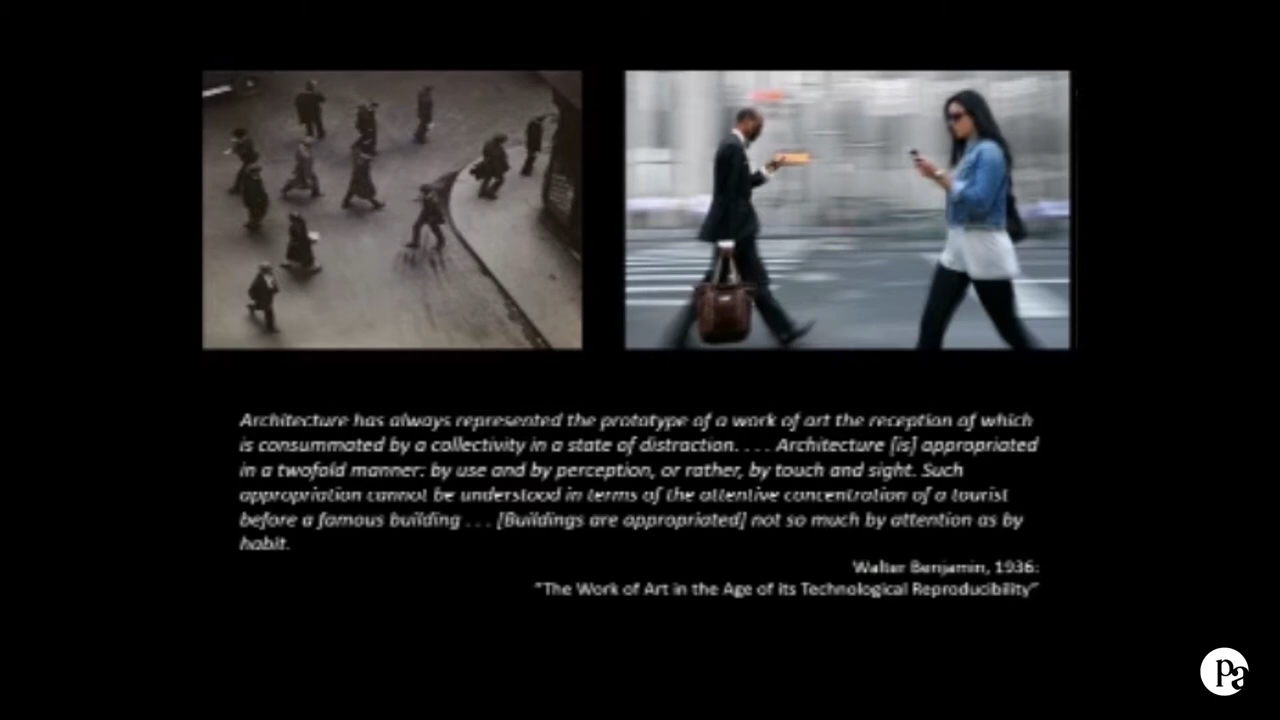 Architecture has always represented the prototype of a work of art the reception of which
is consummated by a collectivity in a state of distraction. . . . Architecture [is] appropriated
in a twofold manner: by use and by perception, or rather, by touch and sight. Such
appropriation cannot be understood in terms of the attentive concentration of a tourist
before a famous building . . . [Buildings are appropriated] not so much by attention as by
habit.
Walter Benjamin, 1936:
"The Work of Art in the Age of its Technological Reproducibility"
pa